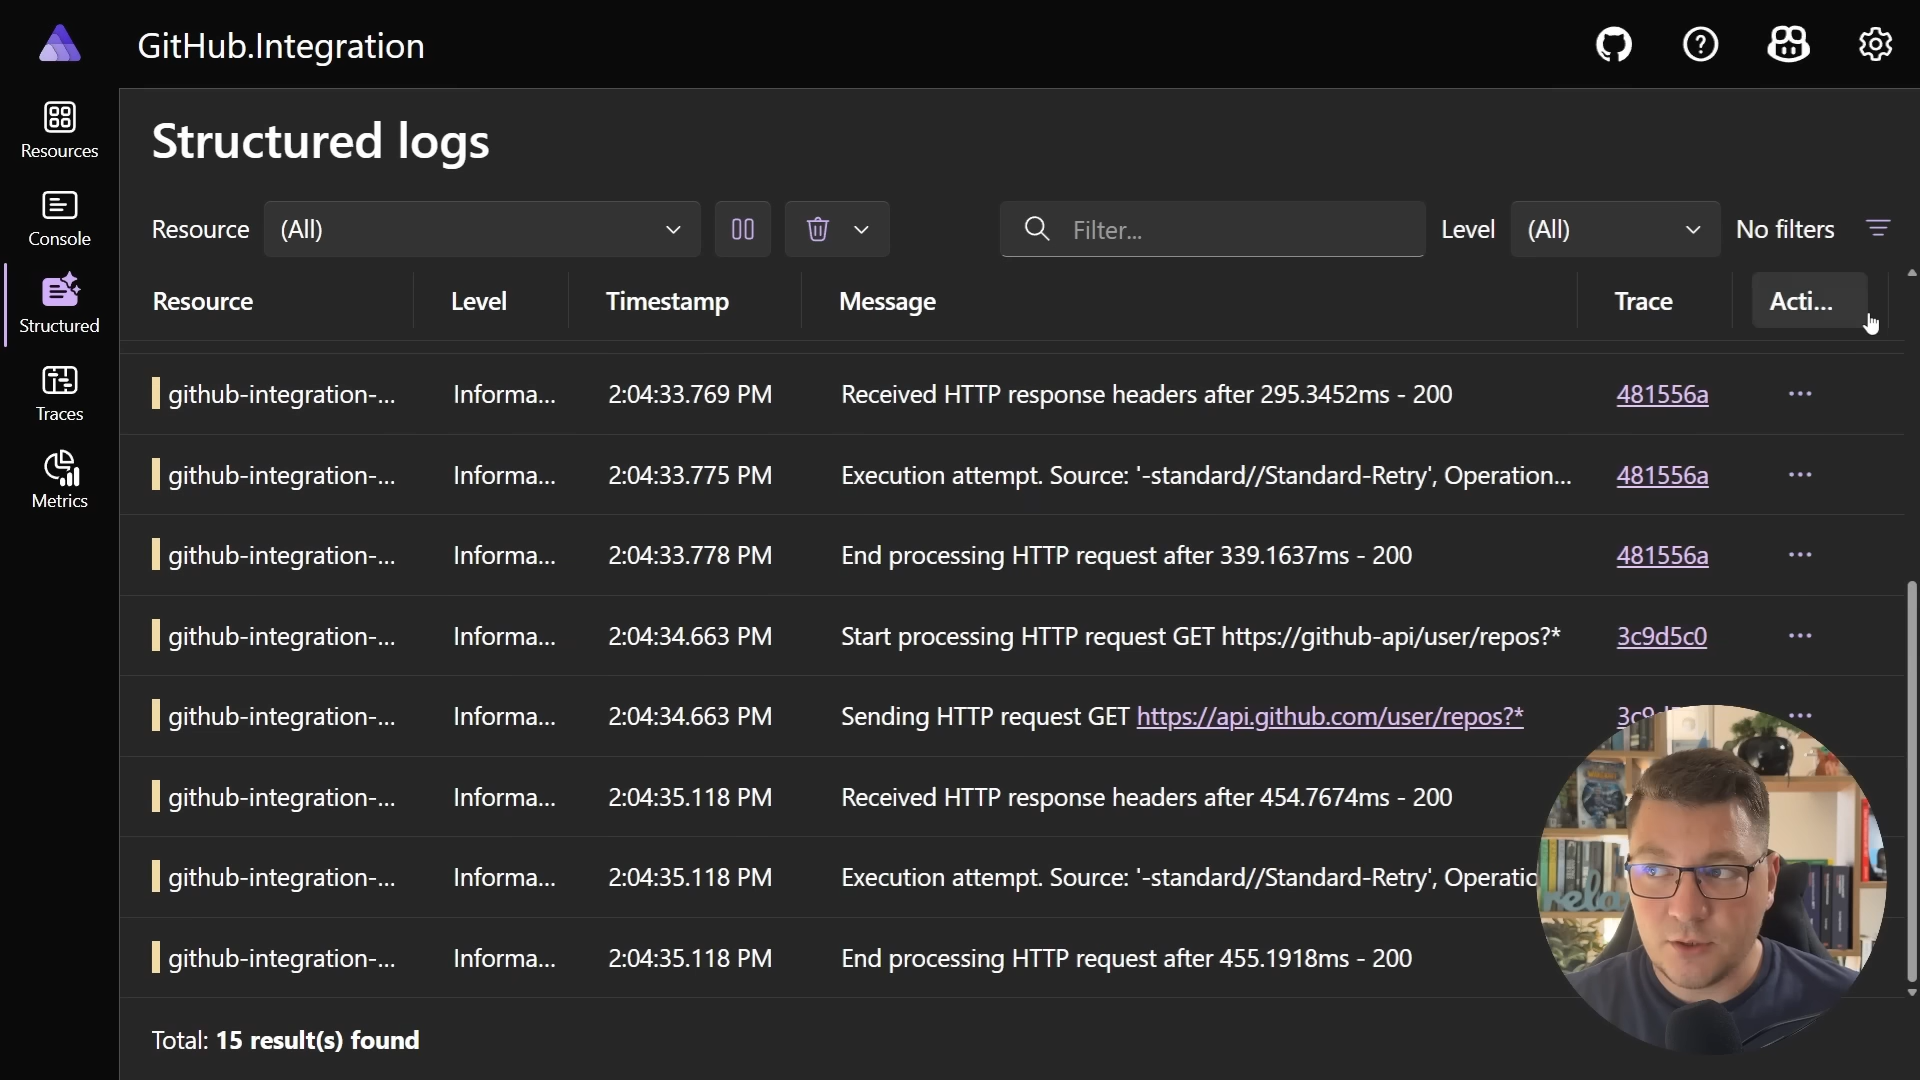 GitHub.Integration
Resources
Console
Structured
Traces
Metrics
Structured logs
Resource (All) Filter... Level (All) No filters
Resource Level Timestamp Message Trace Acti...
github-integration-... Informa... 2:04:33.769 PM Received HTTP response headers after 295.3452ms - 200 481556a ...
github-integration-... Informa... 2:04:33.775 PM Execution attempt. Source: '-standard//Standard-Retry', Operation... 481556a ...
github-integration-... Informa... 2:04:33.778 PM End processing HTTP request after 339.1637ms - 200 481556a ...
github-integration-... Informa... 2:04:34.663 PM Start processing HTTP request GET https://github-api/user/repos?* 3c9d5c0 ...
github-integration-... Informa... 2:04:34.663 PM Sending HTTP request GET https://api.github.com/user/repos?* ...
github-integration-... Informa... 2:04:35.118 PM Received HTTP response headers after 454.7674ms - 200
github-integration-... Informa... 2:04:35.118 PM Execution attempt. Source: '-standard//Standard-Retry', Operatio
github-integration-... Informa... 2:04:35.118 PM End processing HTTP request after 455.1918ms - 200
Total: 15 result(s) found